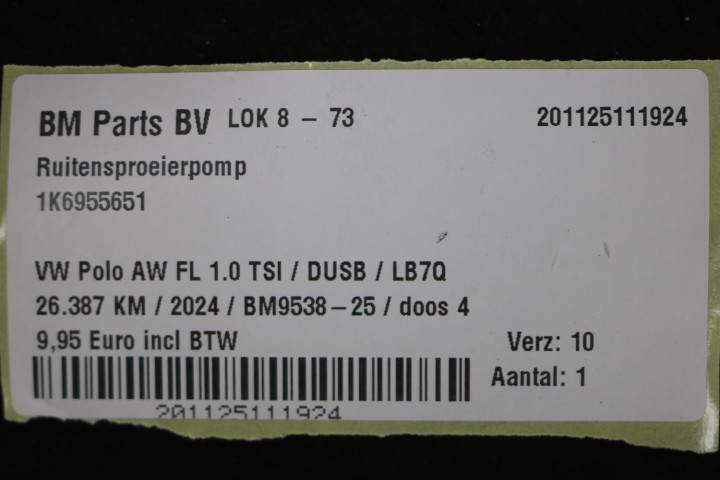 BM Parts BV LOK 8 - 73 201125111924
Ruitensproeierpomp
1K6955651
VW Polo AW FL 1.0 TSI / DUSB / LB7Q
26.387 KM / 2024 / BM9538-25 / doos 4
9,95 Euro incl BTW Verz: 10
Aantal: 1
201125111924